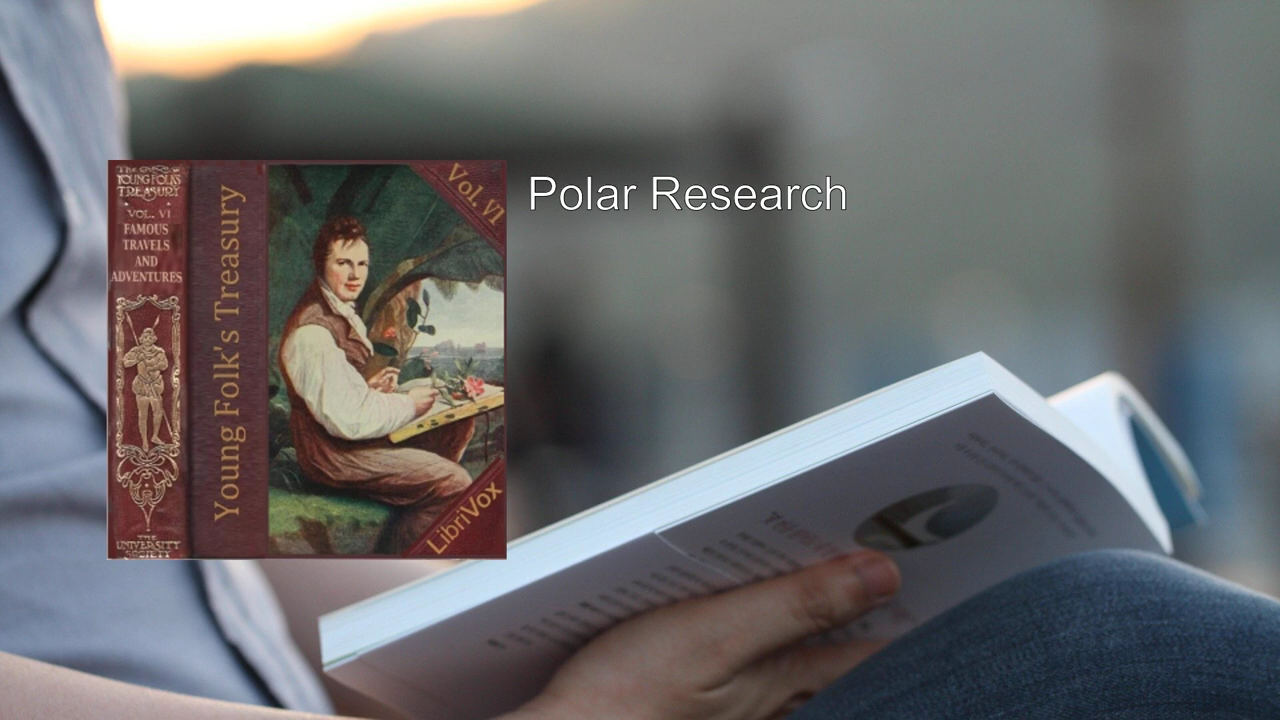 THE
YOUNG FOLKS
TREASURY
VOL. VI
FAMOUS
TRAVELS
AND
ADVENTURES
THE
UNIVERSITY
SOCIETY
Young Folk's Treasury
Vol. VI
LibriVox
Polar Research